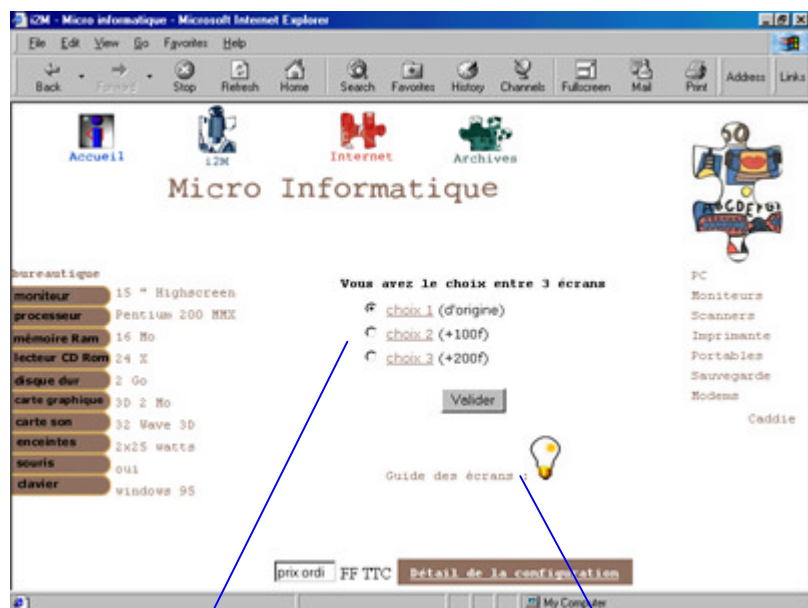 i2M - Micro informatique - Microsoft Internet Explorer
File Edit View Go Favorites Help
Back Forward Stop Refresh Home Search Favorites History Channels Fullscreen Mail Print Address Links
Accueil i2M Internet Archives
Micro Informatique
bureautique
moniteur 15 " Highscreen
processeur Pentium 200 MMX
mémoire Ram 16 Mo
lecteur CD Rom 24 X
disque dur 2 Go
carte graphique 3D 2 Mo
carte son 32 Wave 3D
enceintes 2x25 watts
souris oui
clavier windows 95
Vous avez le choix entre 3 écrans
choix 1 (d'origine)
choix 2 (+100f)
choix 3 (+200f)
Valider
Guide des écrans :
PC
Moniteurs
Scanners
Imprimante
Portables
Sauvegarde
Modems
Caddie
prix ordi FF TTC Détail de la configuration
My Computer